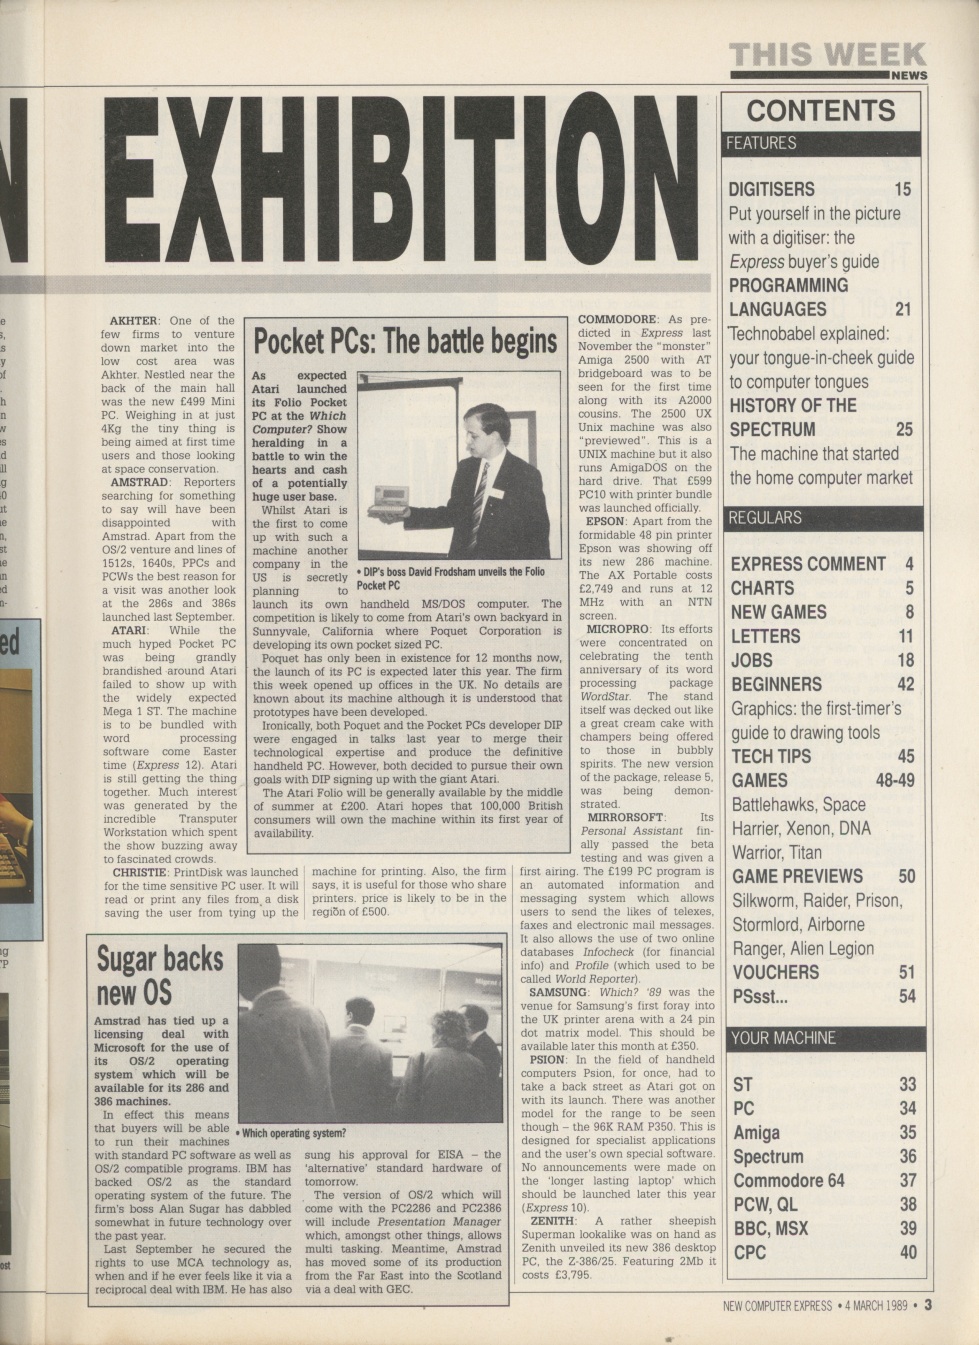 THIS WEEK
NEWS
N EXHIBITION
AKHTER: One of the
few firms to venture
down market into the
low cost area was
Akhter. Nestled near the
back of the main hall
was the new £499 Mini
PC. Weighing in at just
4Kg the tiny thing is
being aimed at first time
users and those looking
at space conservation.
AMSTRAD: Reporters
searching for something
to say will have been
disappointed with
Amstrad. Apart from the
OS/2 venture and lines of
1512s, 1640s, PPCs and
PCWs the best reason for
a visit was another look
at the 286s and 386s
launched last September.
ATARI: While the
much hyped Pocket PC
was being grandly
brandished around Atari
failed to show up with
the widely expected
Mega 1 ST. The machine
is to be bundled with
word processing
software come Easter
time (Express 12). Atari
is still getting the thing
together. Much interest
was generated by the
incredible Transputer
Workstation which spent
the show buzzing away
to fascinated crowds.
CHRISTIE: PrintDisk was launched
for the time sensitive PC user. It will
read or print any files from a disk
saving the user from tying up the
machine for printing. Also, the firm
says, it is useful for those who share
printers. price is likely to be in the
region of £500.
Pocket PCs: The battle begins
As expected
Atari launched
its Folio Pocket
PC at the Which
Computer? Show
heralding in a
battle to win the
hearts and cash
of a potentially
huge user base.
Whilst Atari is
the first to come
up with such a
machine another
company in the
US is secretly
planning to
launch its own handheld MS/DOS computer. The
competition is likely to come from Atari's own backyard in
Sunnyvale, California where Poquet Corporation is
developing its own pocket sized PC.
Poquet has only been in existence for 12 months now,
the launch of its PC is expected later this year. The firm
this week opened up offices in the UK. No details are
known about its machine although it is understood that
prototypes have been developed.
Ironically, both Poquet and the Pocket PCs developer DIP
were engaged in talks last year to merge their
technological expertise and produce the definitive
handheld PC. However, both decided to pursue their own
goals with DIP signing up with the giant Atari.
The Atari Folio will be generally available by the middle
of summer at £200. Atari hopes that 100,000 British
consumers will own the machine within its first year of
availability.
• DIP's boss David Frodsham unveils the Folio
Pocket PC
Sugar backs
new OS
Amstrad has tied up a
licensing deal with
Microsoft for the use of
its OS/2 operating
system which will be
available for its 286 and
386 machines.
In effect this means
that buyers will be able
to run their machines
with standard PC software as well as
OS/2 compatible programs. IBM has
backed OS/2 as the standard
operating system of the future. The
firm's boss Alan Sugar has dabbled
somewhat in future technology over
the past year.
Last September he secured the
rights to use MCA technology as,
when and if he ever feels like it via a
reciprocal deal with IBM. He has also
• Which operating system?
sung his approval for EISA – the
'alternative' standard hardware of
tomorrow.
The version of OS/2 which will
come with the PC2286 and PC2386
will include Presentation Manager
which, amongst other things, allows
multi tasking. Meantime, Amstrad
has moved some of its production
from the Far East into the Scotland
via a deal with GEC.
COMMODORE: As pre-
dicted in Express last
November the "monster"
Amiga 2500 with AT
bridgeboard was to be
seen for the first time
along with its A2000
cousins. The 2500 UX
Unix machine was also
"previewed". This is a
UNIX machine but it also
runs AmigaDOS on the
hard drive. That £599
PC10 with printer bundle
was launched officially.
EPSON: Apart from the
formidable 48 pin printer
Epson was showing off
its new 286 machine.
The AX Portable costs
£2,749 and runs at 12
MHz with an NTN
screen.
MICROPRO: Its efforts
were concentrated on
celebrating the tenth
anniversary of its word
processing package
WordStar. The stand
itself was decked out like
a great cream cake with
champers being offered
to those in bubbly
spirits. The new version
of the package, release 5,
was being demon-
strated.
MIRRORSOFT: Its
Personal Assistant fin-
ally passed the beta
testing and was given a
first airing. The £199 PC program is
an automated information and
messaging system which allows
users to send the likes of telexes,
faxes and electronic mail messages.
It also allows the use of two online
databases Infocheck (for financial
info) and Profile (which used to be
called World Reporter).
SAMSUNG: Which? '89 was the
venue for Samsung's first foray into
the UK printer arena with a 24 pin
dot matrix model. This should be
available later this month at £350.
PSION: In the field of handheld
computers Psion, for once, had to
take a back street as Atari got on
with its launch. There was another
model for the range to be seen
though – the 96K RAM P350. This is
designed for specialist applications
and the user's own special software.
No announcements were made on
the 'longer lasting laptop' which
should be launched later this year
(Express 10).
ZENITH: A rather sheepish
Superman lookalike was on hand as
Zenith unveiled its new 386 desktop
PC, the Z-386/25. Featuring 2Mb it
costs £3,795.
CONTENTS
FEATURES
DIGITISERS 15
Put yourself in the picture
with a digitiser: the
Express buyer's guide
PROGRAMMING
LANGUAGES 21
Technobabel explained:
your tongue-in-cheek guide
to computer tongues
HISTORY OF THE
SPECTRUM 25
The machine that started
the home computer market
REGULARS
EXPRESS COMMENT 4
CHARTS 5
NEW GAMES 8
LETTERS 11
JOBS 18
BEGINNERS 42
Graphics: the first-timer's
guide to drawing tools
TECH TIPS 45
GAMES 48-49
Battlehawks, Space
Harrier, Xenon, DNA
Warrior, Titan
GAME PREVIEWS 50
Silkworm, Raider, Prison,
Stormlord, Airborne
Ranger, Alien Legion
VOUCHERS 51
PSsst... 54
YOUR MACHINE
ST 33
PC 34
Amiga 35
Spectrum 36
Commodore 64 37
PCW, QL 38
BBC, MSX 39
CPC 40
NEW COMPUTER EXPRESS • 4 MARCH 1989 • 3